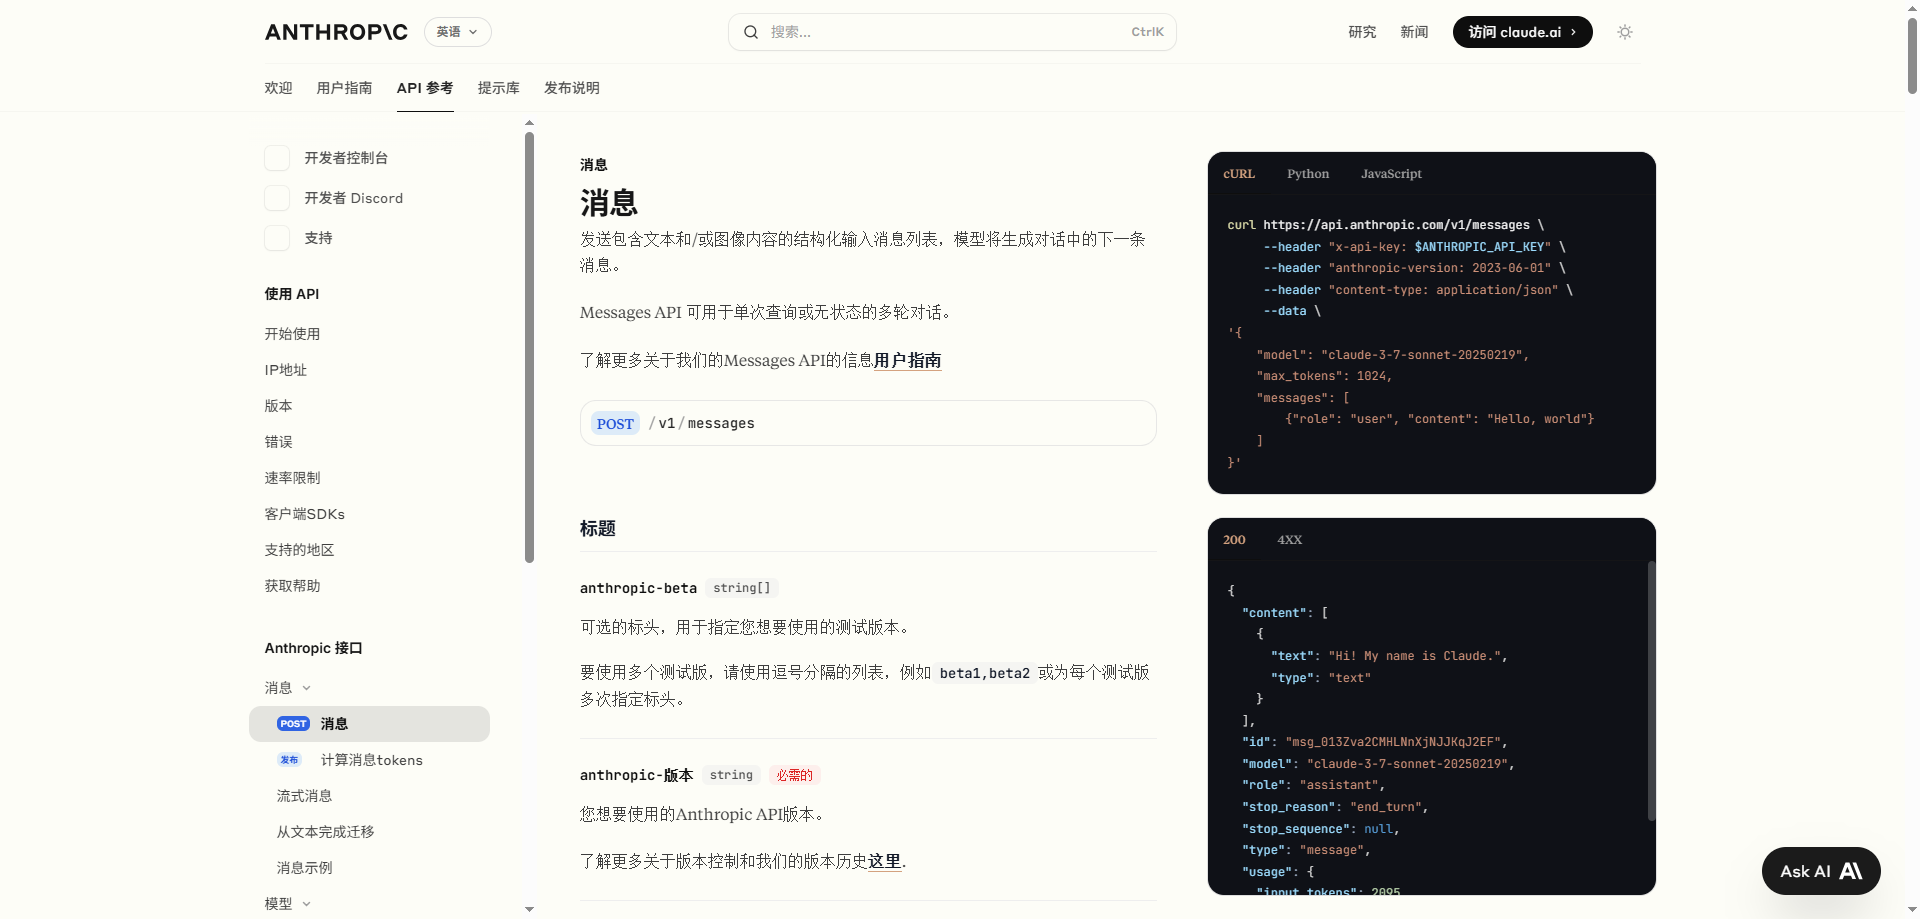 ANTHROP\C
英语
搜索...
CtrlK
研究
新闻
访问 claude.ai
欢迎
用户指南
API 参考
提示库
发布说明
开发者控制台
开发者 Discord
支持
使用 API
开始使用
IP地址
版本
错误
速率限制
客户端SDKs
支持的地区
获取帮助
Anthropic 接口
消息
POST 消息
发布 计算消息tokens
流式消息
从文本完成迁移
消息示例
模型
消息
消息
发送包含文本和/或图像内容的结构化输入消息列表，模型将生成对话中的下一条
消息。
Messages API 可用于单次查询或无状态的多轮对话。
了解更多关于我们的Messages API的信息用户指南
POST /v1/messages
标题
anthropic-beta string[]
可选的标头，用于指定您想要使用的测试版本。
要使用多个测试版，请使用逗号分隔的列表，例如 beta1,beta2 或为每个测试版
多次指定标头。
anthropic-版本 string 必需的
您想要使用的Anthropic API版本。
了解更多关于版本控制和我们的版本历史这里.
cURL Python JavaScript
curl https://api.anthropic.com/v1/messages \
--header "x-api-key: $ANTHROPIC_API_KEY" \
--header "anthropic-version: 2023-06-01" \
--header "content-type: application/json" \
--data \
'{
"model": "claude-3-7-sonnet-20250219",
"max_tokens": 1024,
"messages": [
{"role": "user", "content": "Hello, world"}
]
}'
200 4XX
{
"content": [
{
"text": "Hi! My name is Claude.",
"type": "text"
}
],
"id": "msg_013Zva2CMHLNnXjNJJKqJ2EF",
"model": "claude-3-7-sonnet-20250219",
"role": "assistant",
"stop_reason": "end_turn",
"stop_sequence": null,
"type": "message",
"usage": {
"input_tokens": 2095,
Ask AI